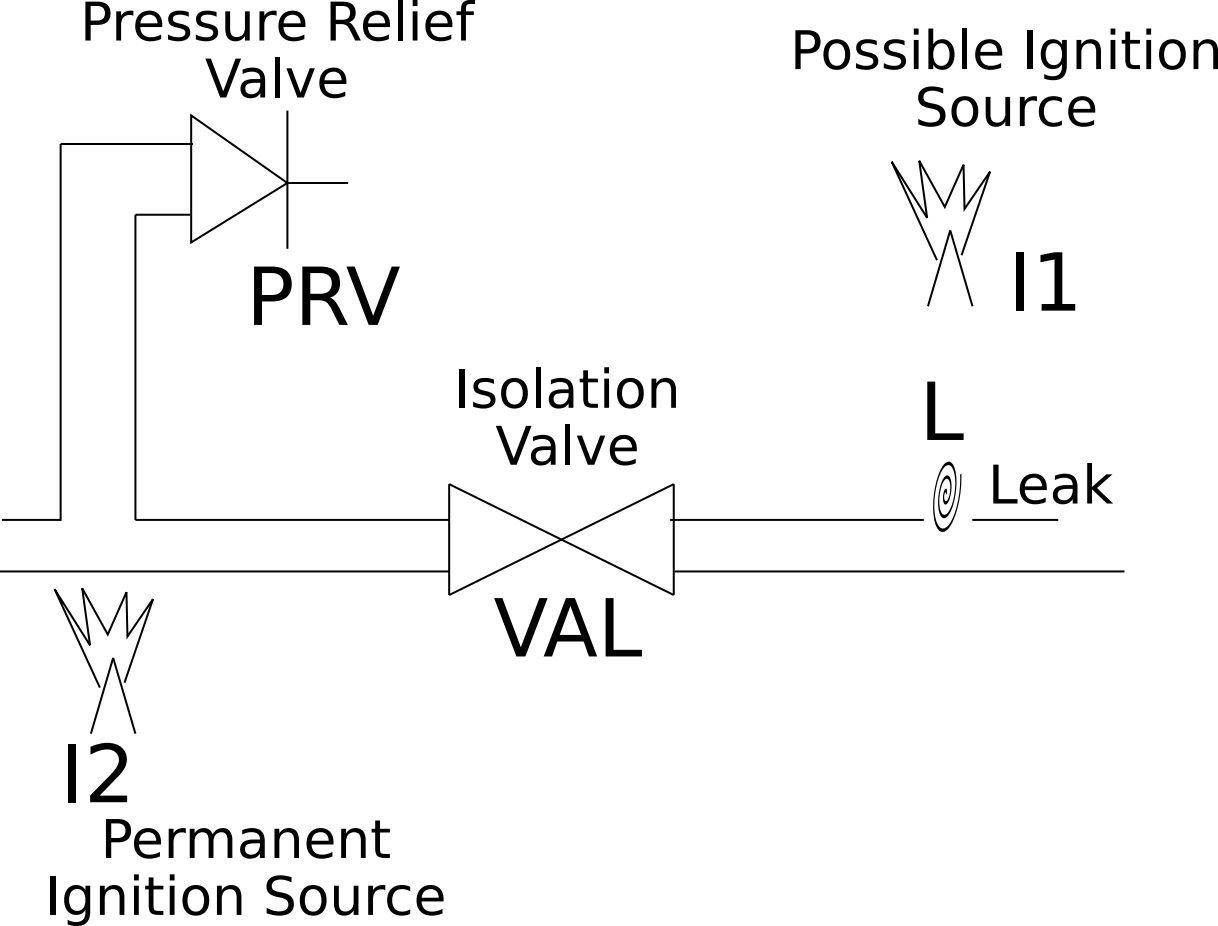 Pressure Relief
Valve
Possible Ignition
Source
PRV
I1
Isolation
Valve
L
Leak
VAL
I2
Permanent
Ignition Source